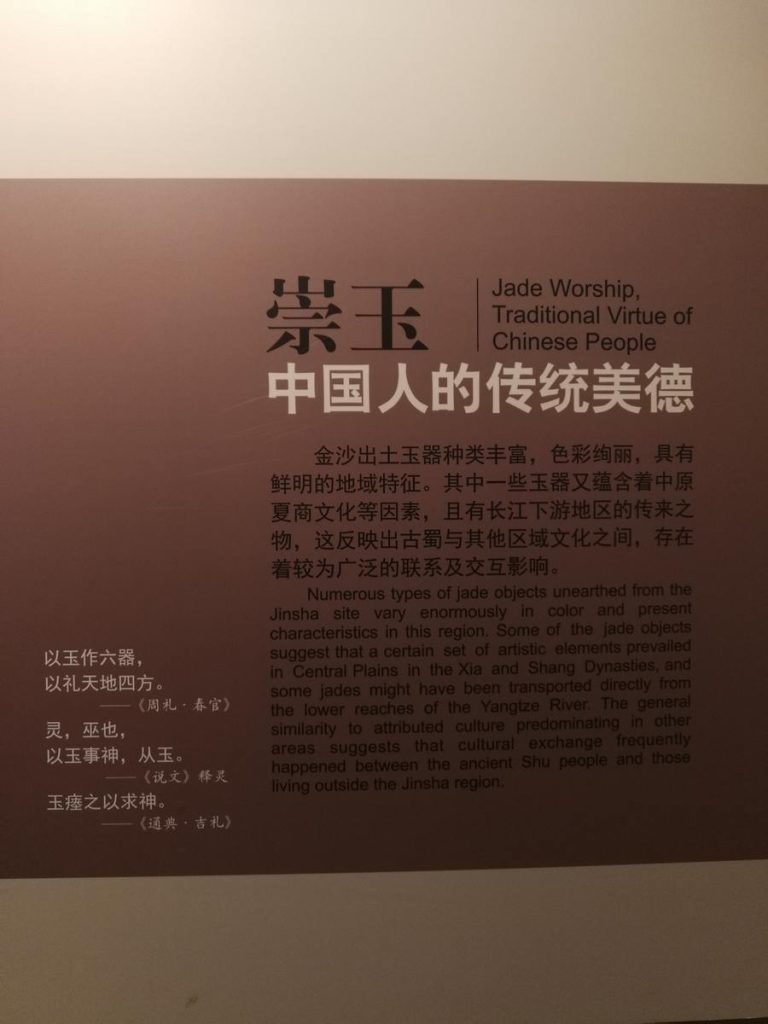 崇玉
Jade Worship,
Traditional Virtue of
Chinese People
中国人的传统美德
金沙出土玉器种类丰富，色彩绚丽，具有
鲜明的地域特征。其中一些玉器又蕴含着中原
夏商文化等因素，且有长江下游地区的传来之
物，这反映出古蜀与其他区域文化之间，存在
着较为广泛的联系及交互影响。
Numerous types of jade objects unearthed from the
Jinsha site vary enormously in color and present
characteristics in this region. Some of the jade objects
suggest that a certain set of artistic elements prevailed
in Central Plains in the Xia and Shang Dynasties, and
some jades might have been transported directly from
the lower reaches of the Yangtze River. The general
similarity to attributed culture predominating in other
areas suggests that cultural exchange frequently
happened between the ancient Shu people and those
living outside the Jinsha region.
以玉作六器，
以礼天地四方。
——《周礼·春官》
灵，巫也，
以玉事神，从玉。
——《说文》释灵
玉瘗之以求神。
——《通典·吉礼》